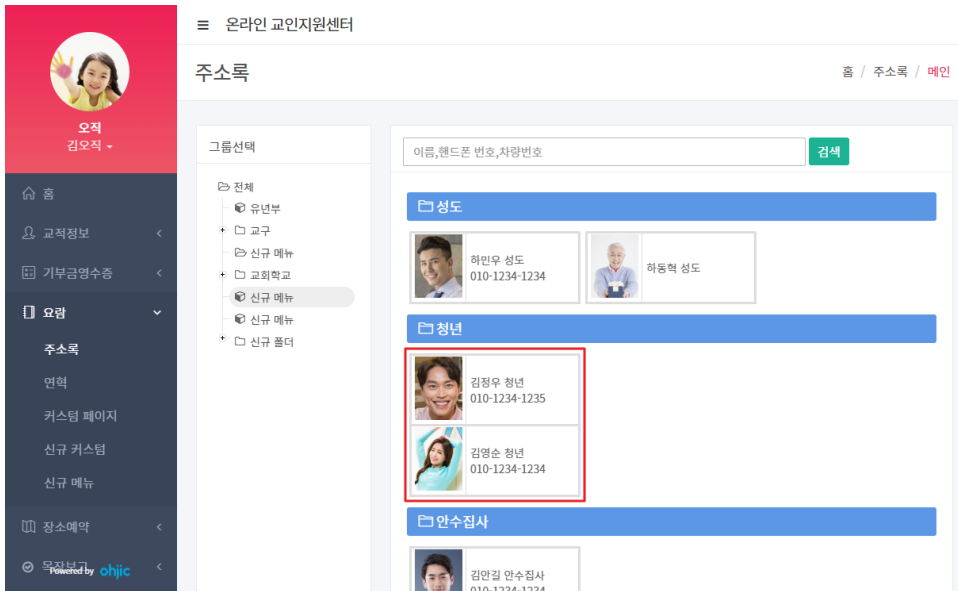 온라인 교인지원센터
주소록
홈 / 주소록 / 메인
오직
김오직
홈
교적정보
기부금영수증
요람
주소록
연혁
커스텀 페이지
신규 커스텀
신규 메뉴
장소예약
목장보고
Powered by ohjic
그룹선택
전체
유년부
교구
신규 메뉴
교회학교
신규 메뉴
신규 메뉴
신규 폴더
이름,핸드폰 번호,차량번호
검색
성도
하민우 성도
010-1234-1234
하동혁 성도
청년
김정우 청년
010-1234-1235
김영순 청년
010-1234-1234
안수집사
김안길 안수집사
010-1234-1234